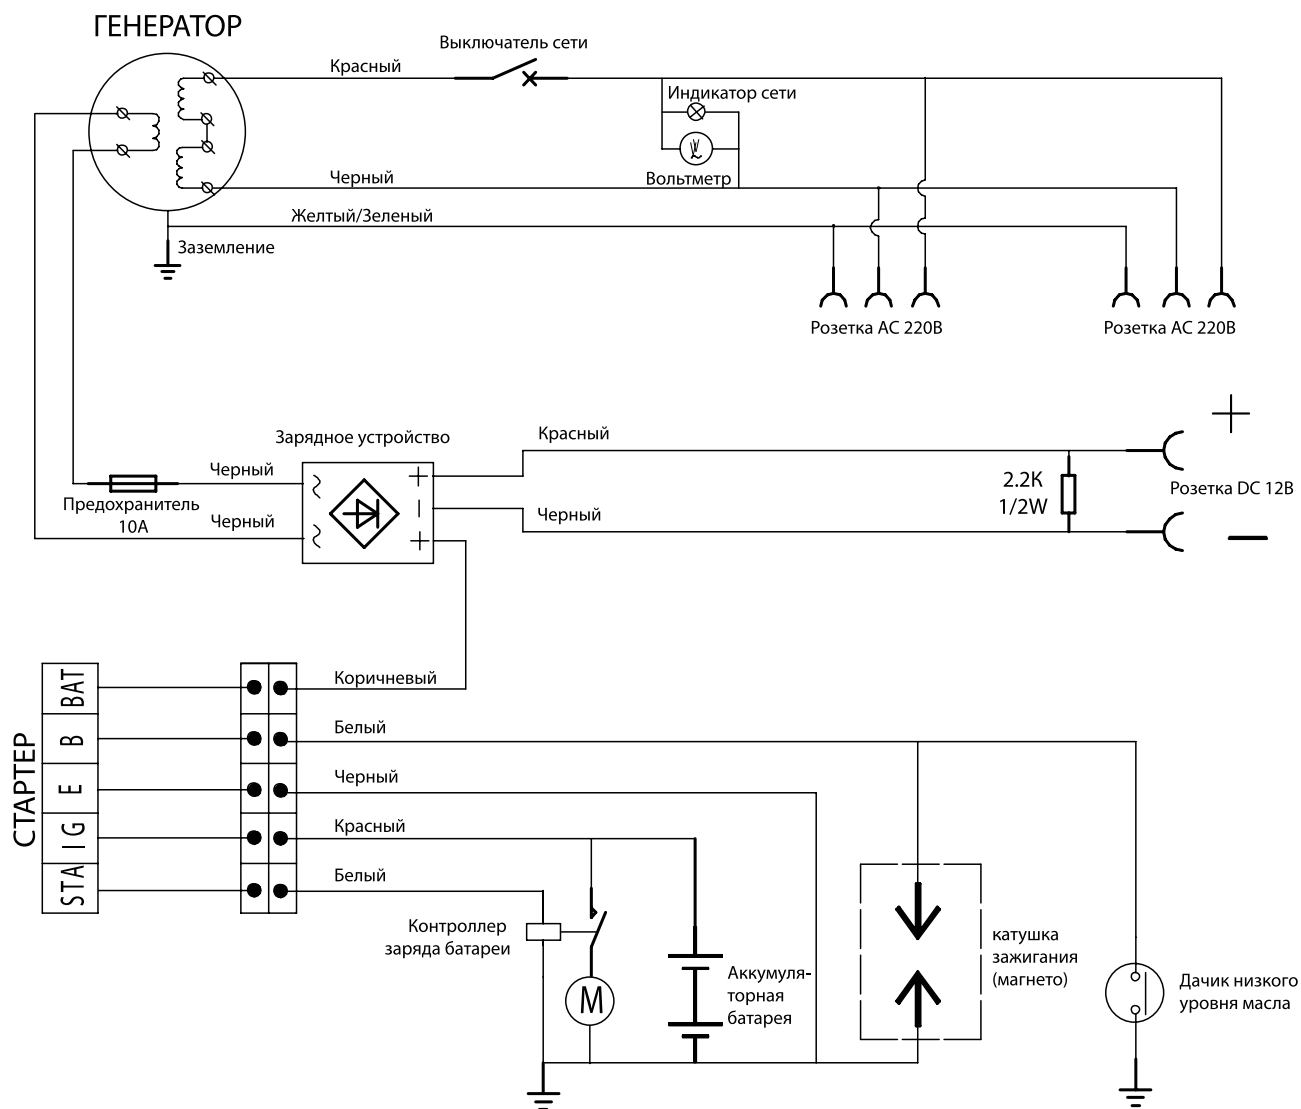 ГЕНЕРАТОР
Выключатель сети
Красный
Индикатор сети
V
Вольтметр
Черный
Желтый/Зеленый
Заземление
Розетка AC 220В
Розетка AC 220В
Зарядное устройство
Красный
Черный
Предохранитель
10А
Черный
Черный
2.2K
1/2W
Розетка DC 12В
СТАРТЕР
BAT
B
E
IG
STA
Коричневый
Белый
Черный
Красный
Белый
Контроллер
заряда батареи
M
Аккумуля-
торная
батарея
катушка
зажигания
(магнето)
Дачик низкого
уровня масла